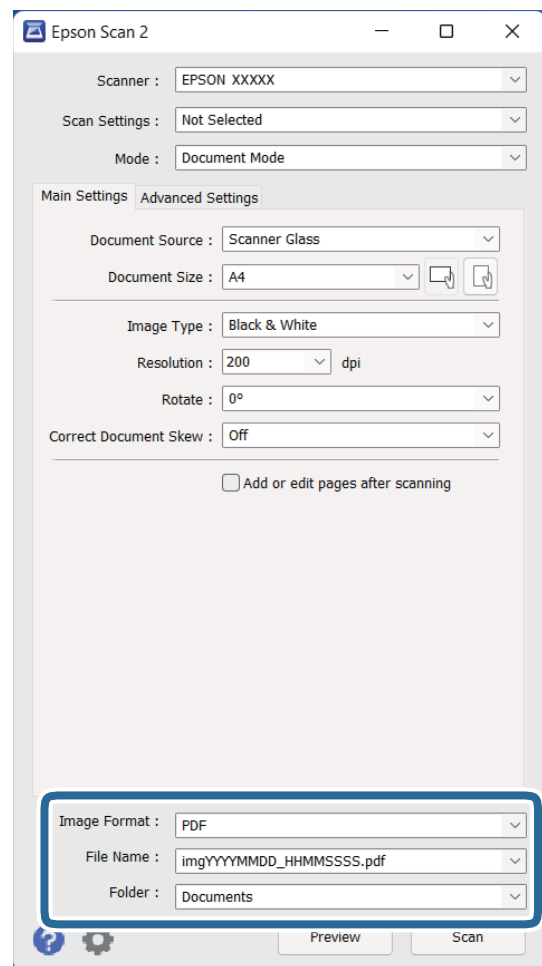 Epson Scan 2
Scanner : EPSON XXXXX
Scan Settings : Not Selected
Mode : Document Mode
Main Settings Advanced Settings
Document Source : Scanner Glass
Document Size : A4
Image Type : Black & White
Resolution : 200 dpi
Rotate : 0°
Correct Document Skew : Off
Add or edit pages after scanning
Image Format : PDF
File Name : imgYYYYMMDD_HHMMSSSS.pdf
Folder : Documents
? Preview Scan